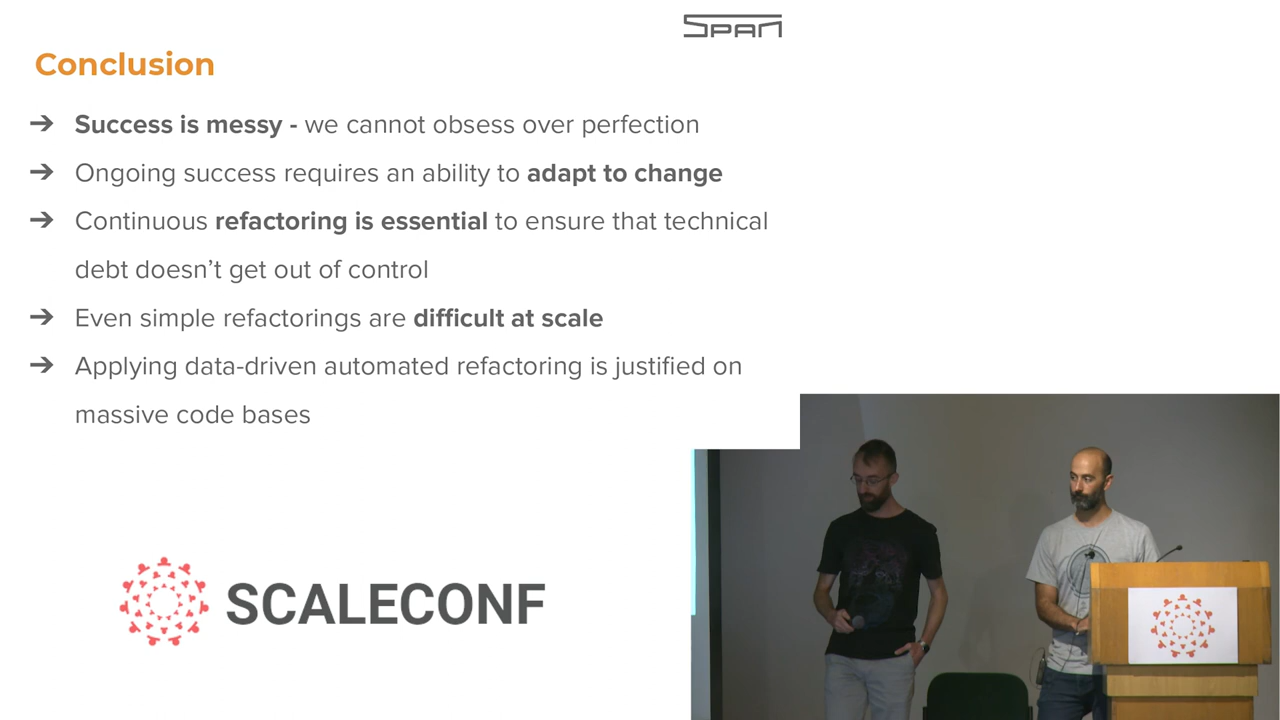 SPAN
Conclusion
➔ Success is messy - we cannot obsess over perfection
➔ Ongoing success requires an ability to adapt to change
➔ Continuous refactoring is essential to ensure that technical
debt doesn’t get out of control
➔ Even simple refactorings are difficult at scale
➔ Applying data-driven automated refactoring is justified on
massive code bases
SCALECONF